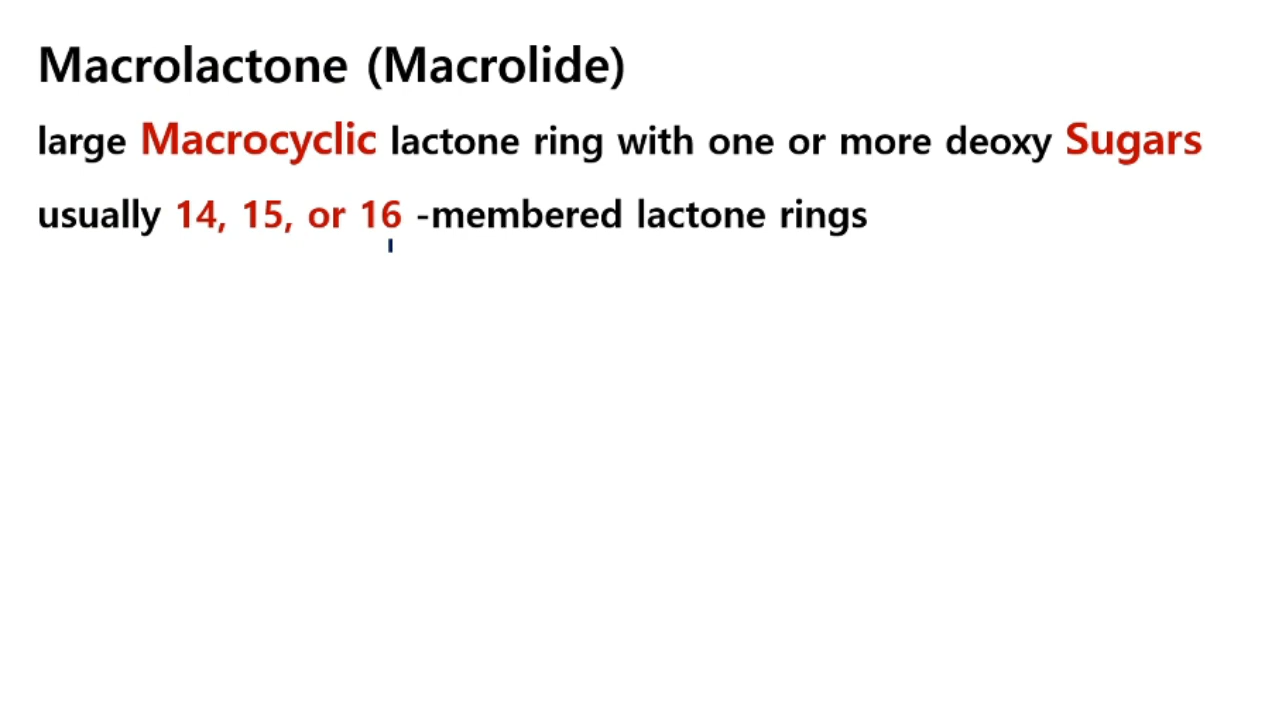 Macrolactone (Macrolide)
large Macrocyclic lactone ring with one or more deoxy Sugars
usually 14, 15, or 16 -membered lactone rings